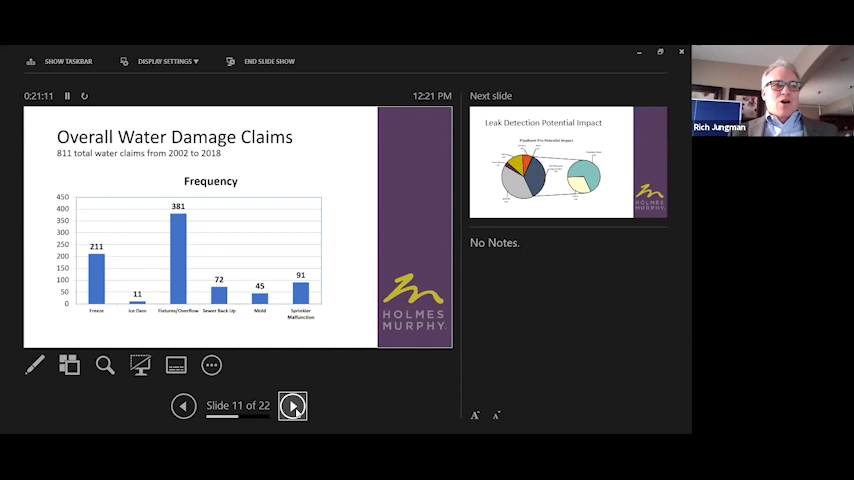 SHOW TASKBAR
DISPLAY SETTINGS ▼
END SLIDE SHOW
0:21:11
12:21 PM
Overall Water Damage Claims
811 total water claims from 2002 to 2018
Frequency
450
400
350
300
250
200
150
100
50
0
211
11
381
72
45
91
Freeze
Ice Dam
Fixtures/Overflow
Sewer Back Up
Mold
Sprinkler
Malfunction
HOLMES
MURPHY
Slide 11 of 22
Next slide
Leak Detection Potential Impact
HOLMES
MURPHY
No Notes.
A
A
Rich Jungman